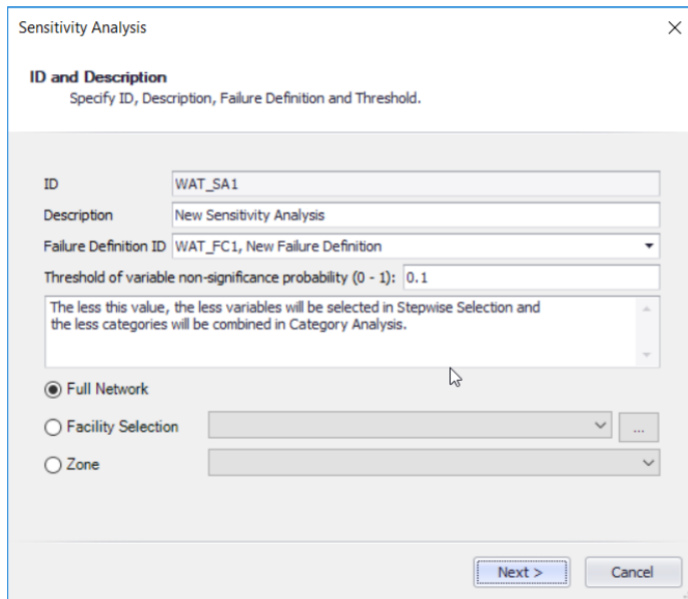 Sensitivity Analysis
ID and Description
Specify ID, Description, Failure Definition and Threshold.
ID WAT_SA1
Description New Sensitivity Analysis
Failure Definition ID WAT_FC1, New Failure Definition
Threshold of variable non-significance probability (0 - 1): 0.1
The less this value, the less variables will be selected in Stepwise Selection and
the less categories will be combined in Category Analysis.
Full Network
Facility Selection ...
Zone
Next > Cancel